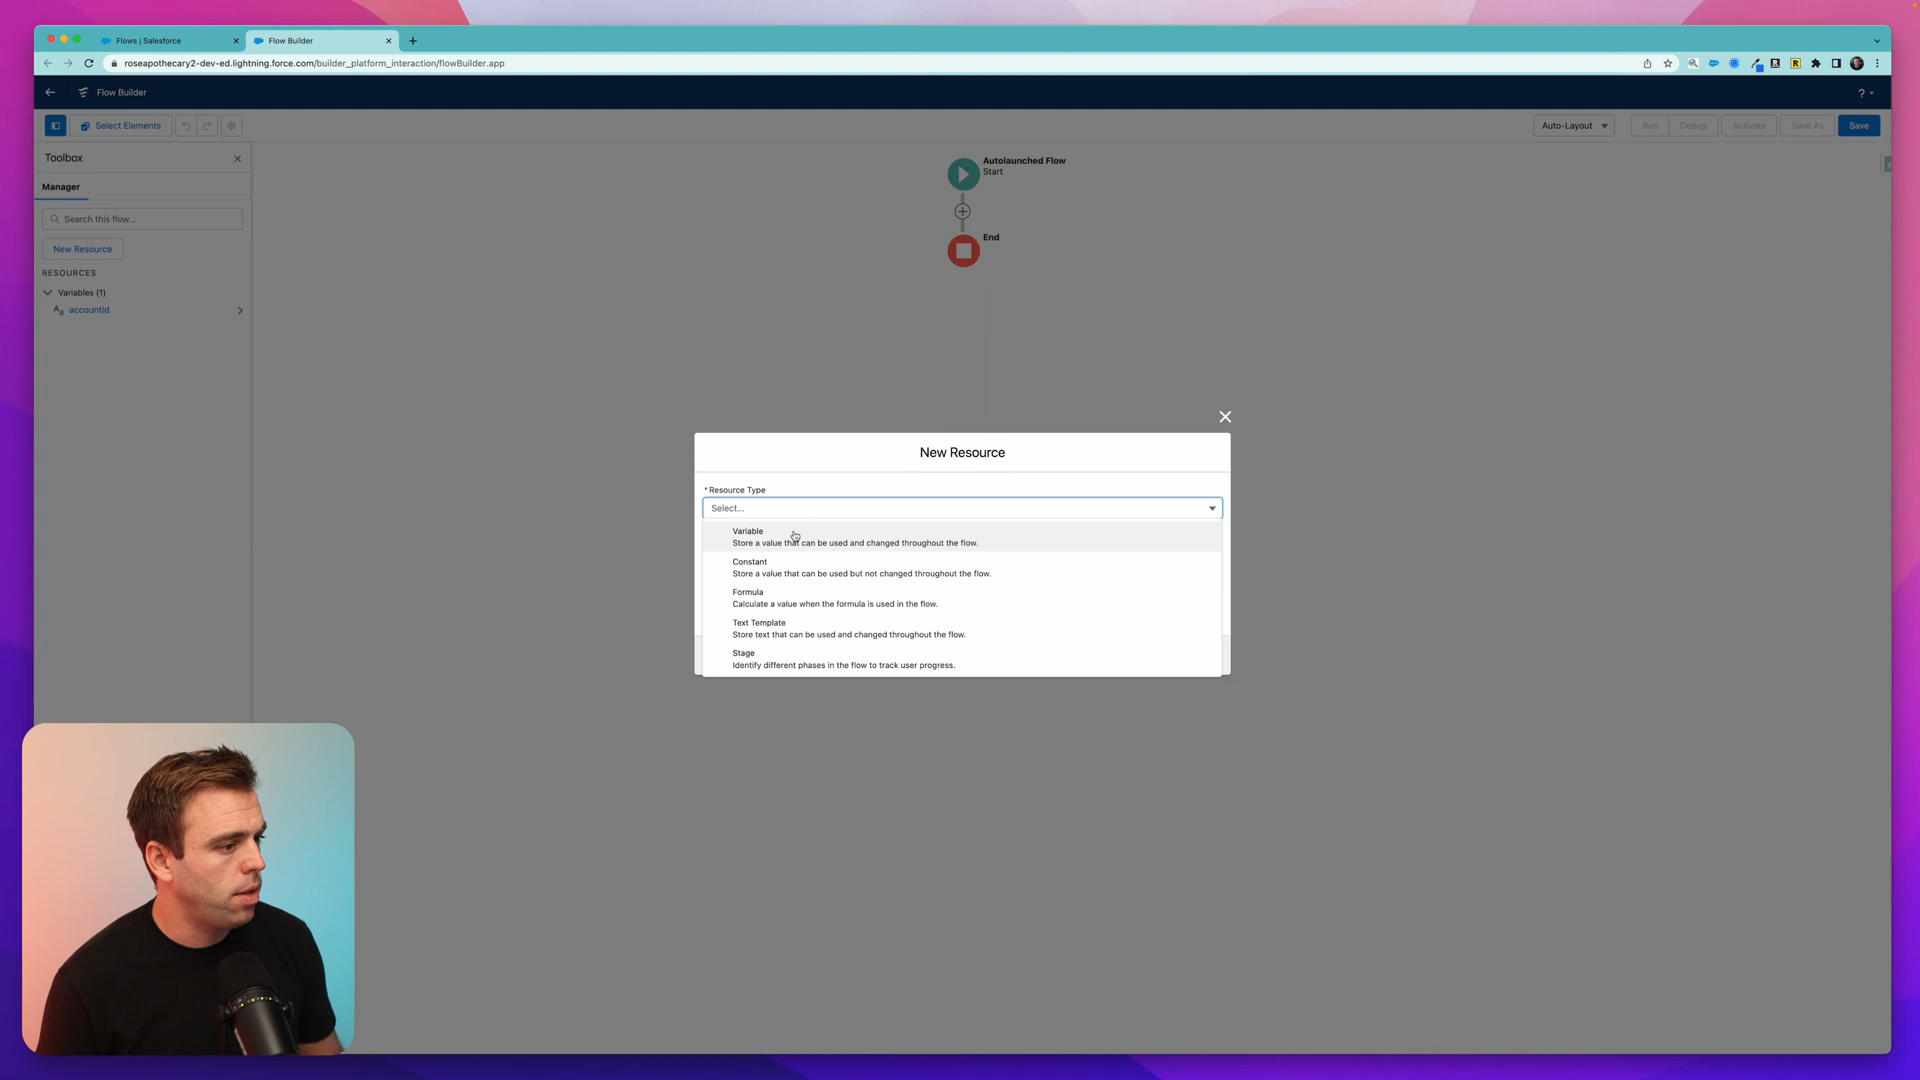 Flows | Salesforce
Flow Builder
roseapothecary2-dev-ed.lightning.force.com/builder_platform_interaction/flowBuilder.app
Flow Builder
?
Select Elements
Auto-Layout
Run
Debug
Activate
Save As
Save
Toolbox
Manager
Search this flow...
New Resource
RESOURCES
Variables (1)
Aa accountId
Autolaunched Flow
Start
End
New Resource
* Resource Type
Select...
Variable
Store a value that can be used and changed throughout the flow.
Constant
Store a value that can be used but not changed throughout the flow.
Formula
Calculate a value when the formula is used in the flow.
Text Template
Store text that can be used and changed throughout the flow.
Stage
Identify different phases in the flow to track user progress.